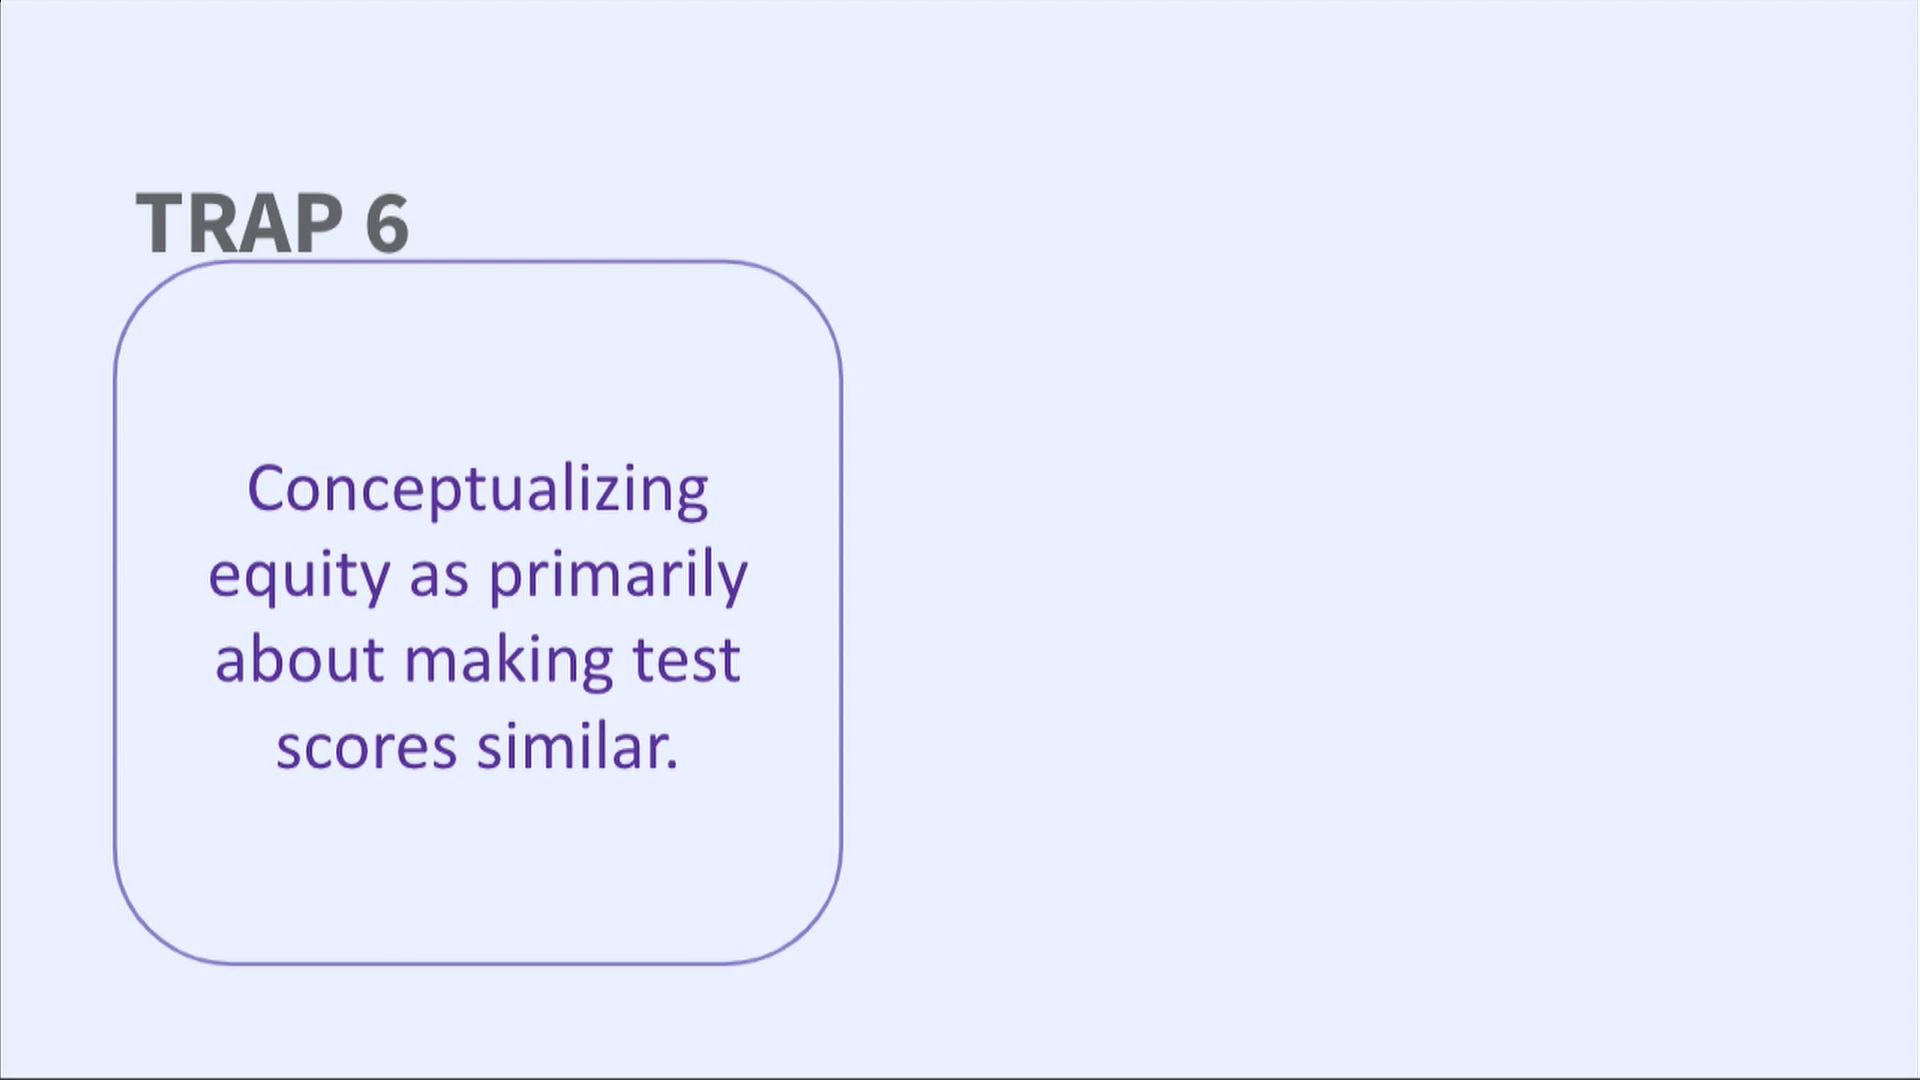 TRAP 6
Conceptualizing
equity as primarily
about making test
scores similar.